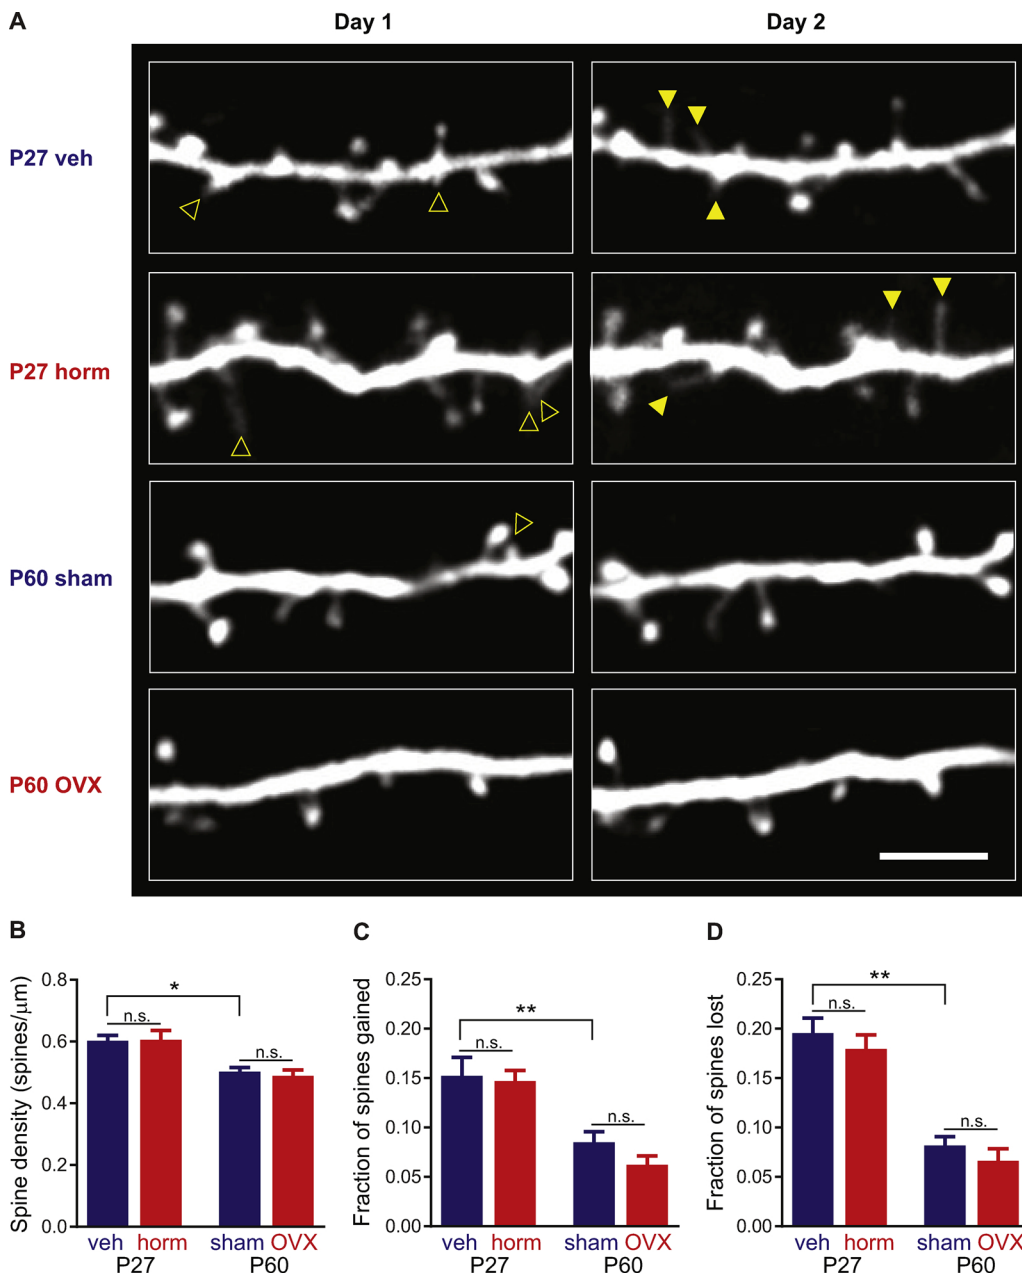 A
Day 1
Day 2
P27 veh
P27 horm
P60 sham
P60 OVX
B
Spine density (spines/μm)
0.8
0.6
0.4
0.2
0.0
*
n.s.
n.s.
veh horm sham OVX
P27 P60
C
Fraction of spines gained
0.25
0.20
0.15
0.10
0.05
0.00
**
n.s.
n.s.
veh horm sham OVX
P27 P60
D
Fraction of spines lost
0.25
0.20
0.15
0.10
0.05
0.00
**
n.s.
n.s.
veh horm sham OVX
P27 P60